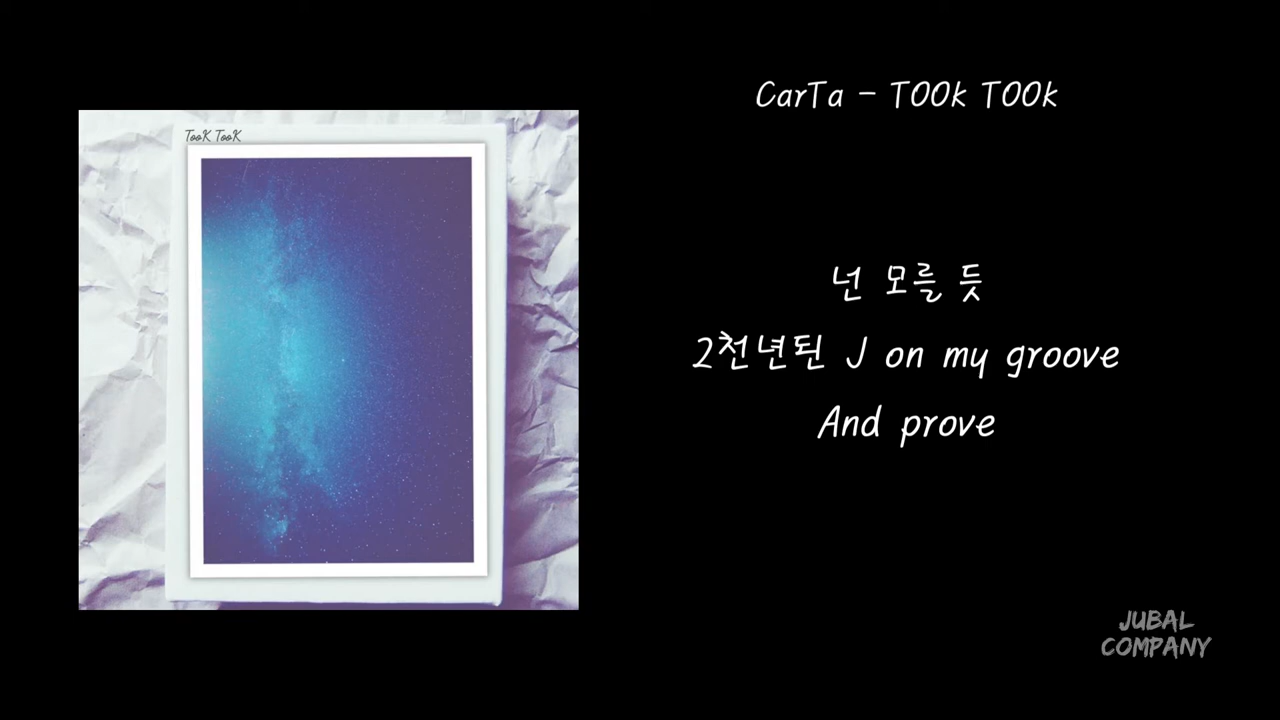 CarTa - TOOk TOOk
TooK TooK
넌 모를 듯
2천년된 J on my groove
And prove
JUBAL
COMPANY